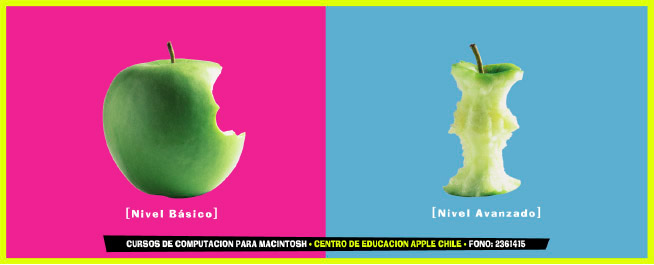 [Nivel Básico]
[Nivel Avanzado]
CURSOS DE COMPUTACION PARA MACINTOSH • CENTRO DE EDUCACION APPLE CHILE • FONO: 2361415